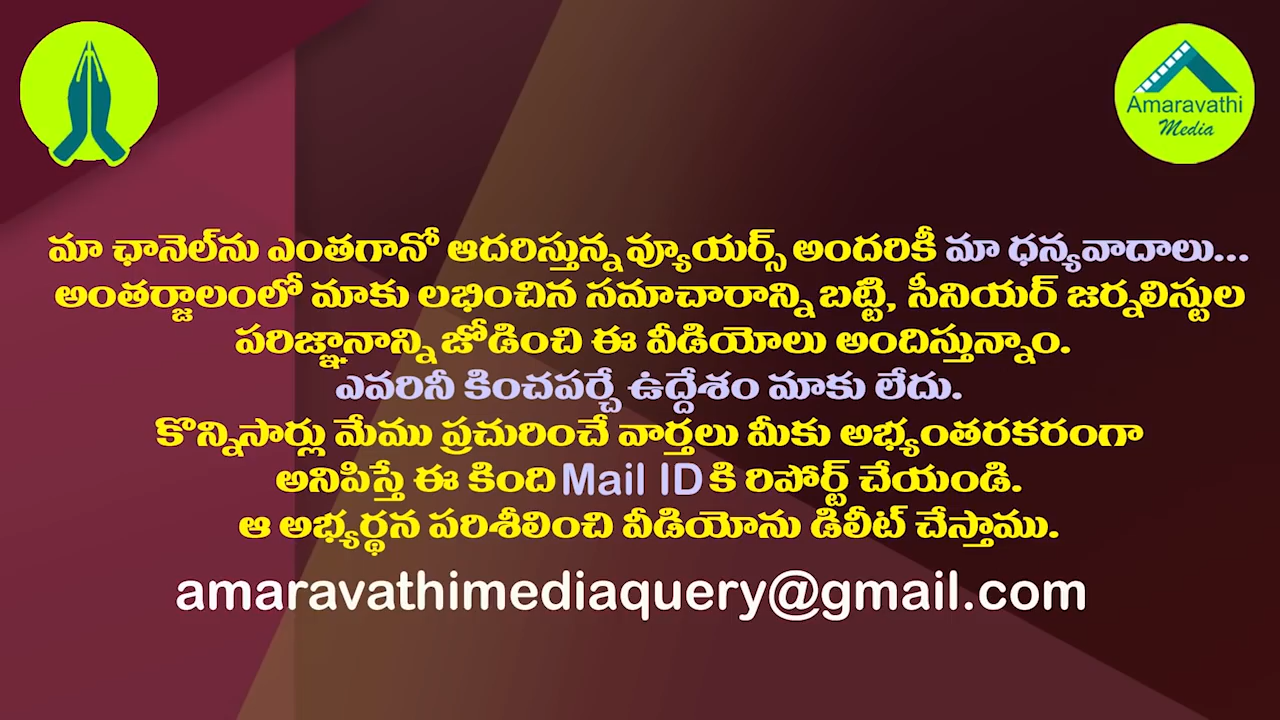 Amaravathi
Media
మా ఛానెల్‌ను ఎంతగానో ఆదరిస్తున్న వ్యూయర్స్ అందరికీ మా ధన్యవాదాలు...
అంతర్జాలంలో మాకు లభించిన సమాచారాన్ని బట్టి, సీనియర్ జర్నలిస్టుల
పరిజ్ఞానాన్ని జోడించి ఈ వీడియోలు అందిస్తున్నాం.
ఎవరినీ కించపర్చే ఉద్దేశం మాకు లేదు.
కొన్నిసార్లు మేము ప్రచురించే వార్తలు మీకు అభ్యంతరకరంగా
అనిపిస్తే ఈ కింది Mail ID కి రిపోర్ట్ చేయండి.
ఆ అభ్యర్థన పరిశీలించి వీడియోను డిలీట్ చేస్తాము.
amaravathimediaquery@gmail.com